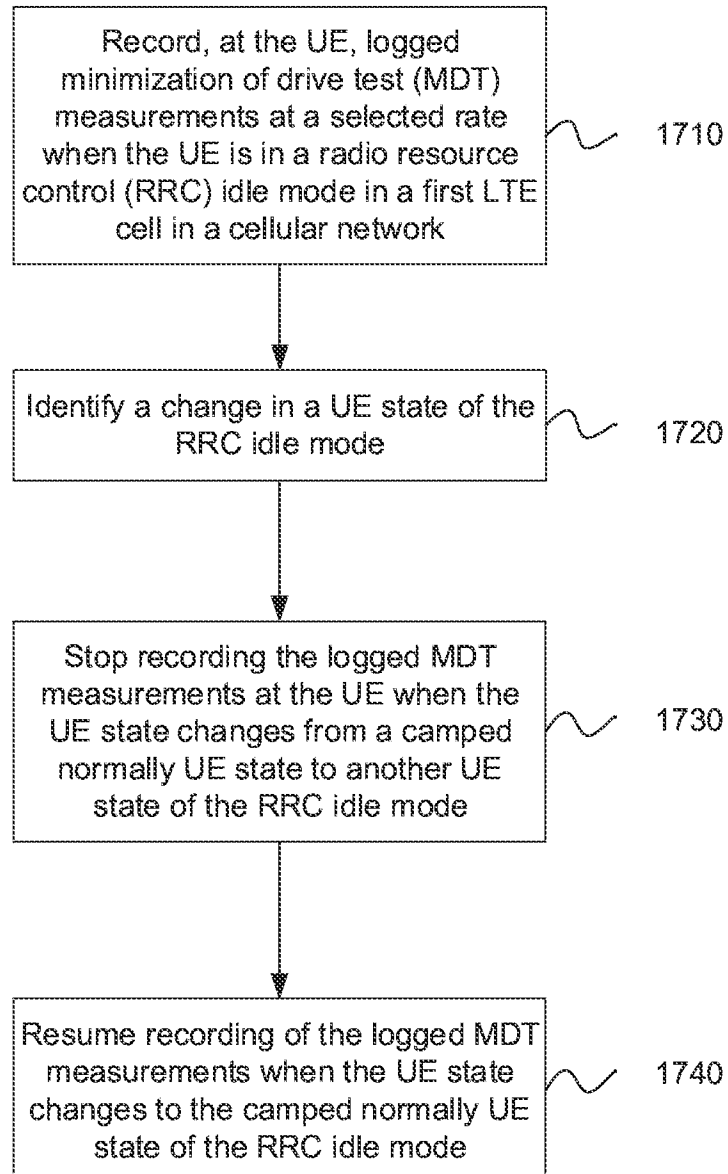 Record, at the UE, logged
minimization of drive test (MDT)
measurements at a selected rate
when the UE is in a radio resource
control (RRC) idle mode in a first LTE
cell in a cellular network
1710
Identify a change in a UE state of the
RRC idle mode
1720
Stop recording the logged MDT
measurements at the UE when the
UE state changes from a camped
normally UE state to another UE
state of the RRC idle mode
1730
Resume recording of the logged MDT
measurements when the UE state
changes to the camped normally UE
state of the RRC idle mode
1740